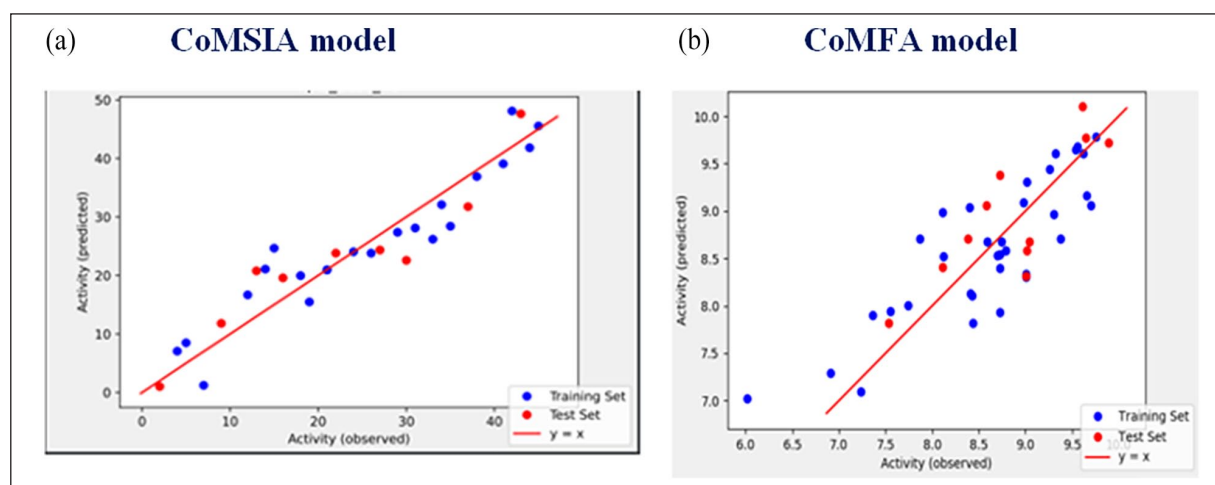 (a) CoMSIA model
50
40
30
20
10
0
Activity (predicted)
0 10 20 30 40
Activity (observed)
Training Set
Test Set
y = x
(b) CoMFA model
10.0
9.5
9.0
8.5
8.0
7.5
7.0
Activity (predicted)
6.0 6.5 7.0 7.5 8.0 8.5 9.0 9.5 10.0
Activity (observed)
Training Set
Test Set
y = x